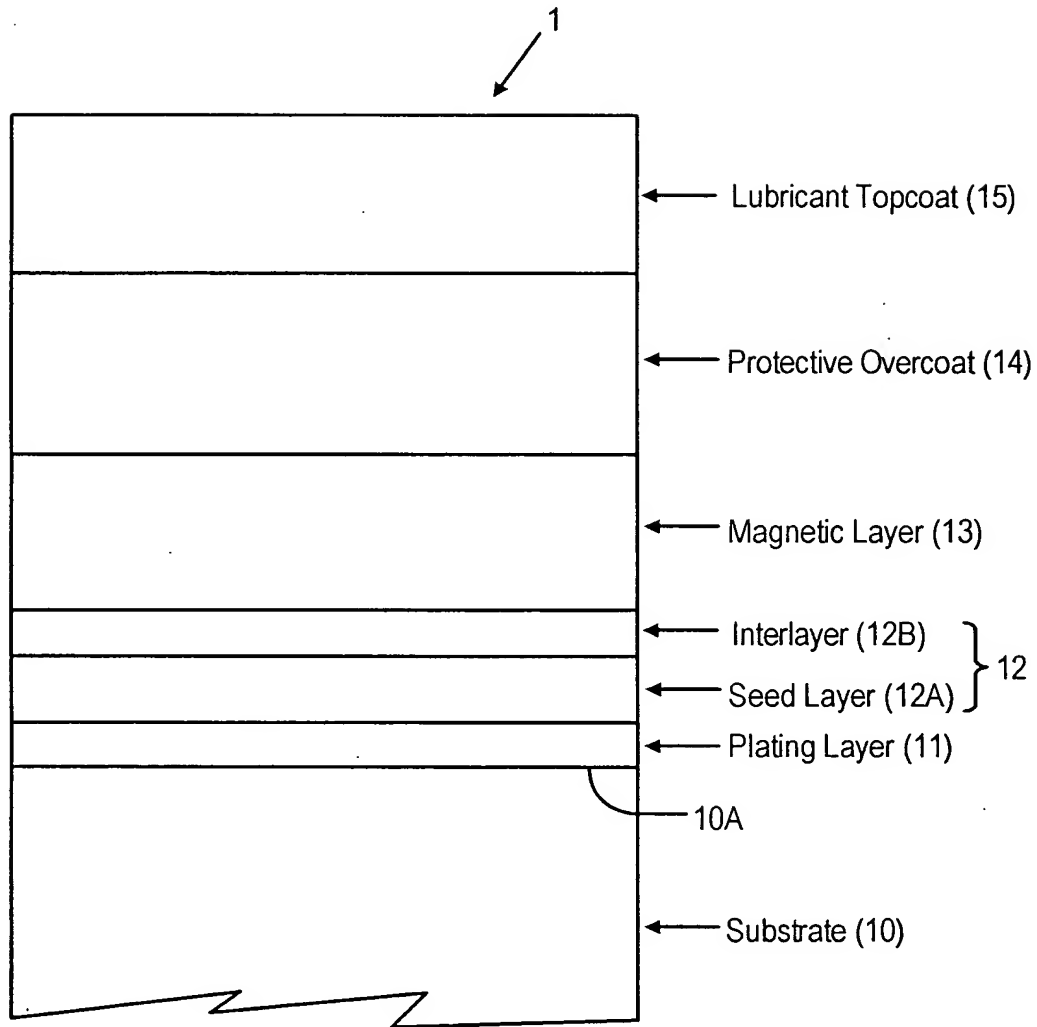 1
Lubricant Topcoat (15)
Protective Overcoat (14)
Magnetic Layer (13)
Interlayer (12B)
12
Seed Layer (12A)
Plating Layer (11)
10A
Substrate (10)